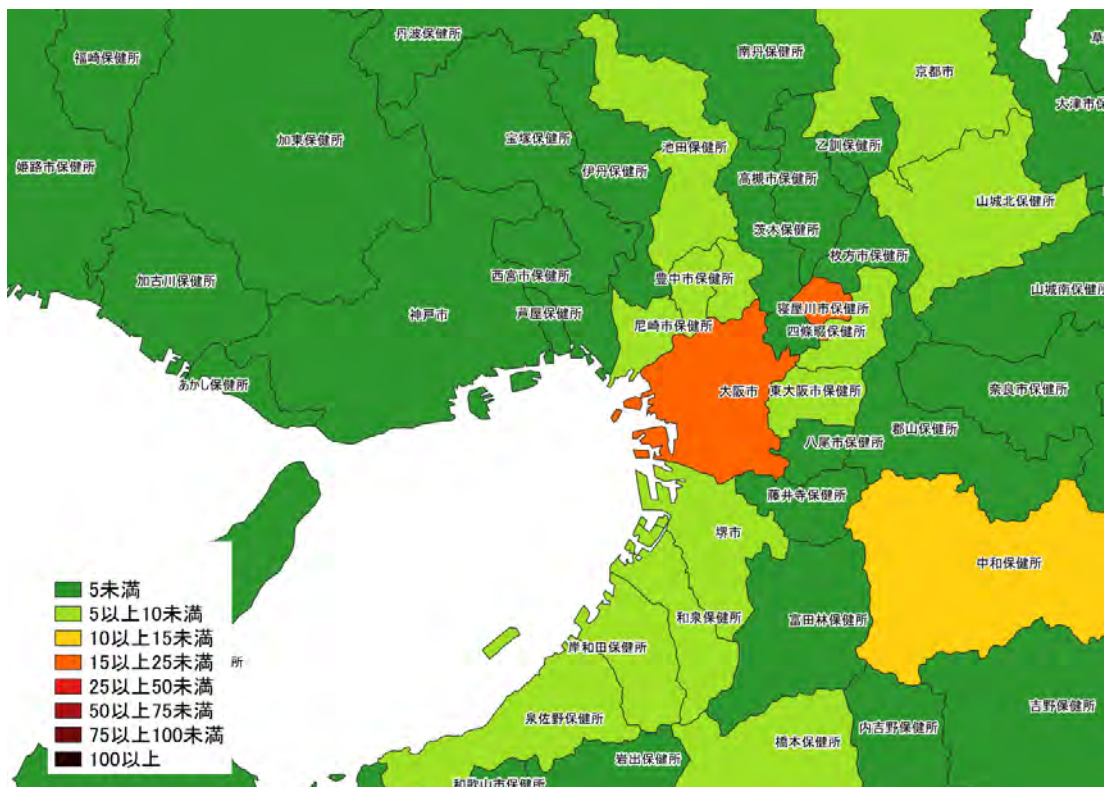 丹波保健所
南丹保健所
福崎保健所
京都市
大津市保
加東保健所
宝塚保健所
池田保健所
乙訓保健所
姫路市保健所
伊丹保健所
高槻市保健所
山城北保健所
茨木保健所
枚方市保健所
加古川保健所
西宮市保健所
豊中市保健所
山城南保健所
神戸市
芦屋保健所
尼崎市保健所
寝屋川市保健所
四條畷保健所
あかし保健所
大阪市
東大阪市保健所
奈良市保健所
八尾市保健所
郡山保健所
藤井寺保健所
堺市
中和保健所
和泉保健所
富田林保健所
岸和田保健所
所
泉佐野保健所
吉野保健所
内吉野保健所
橋本保健所
岩出保健所
和歌山市保健所
5未満
5以上10未満
10以上15未満
15以上25未満
25以上50未満
50以上75未満
75以上100未満
100以上